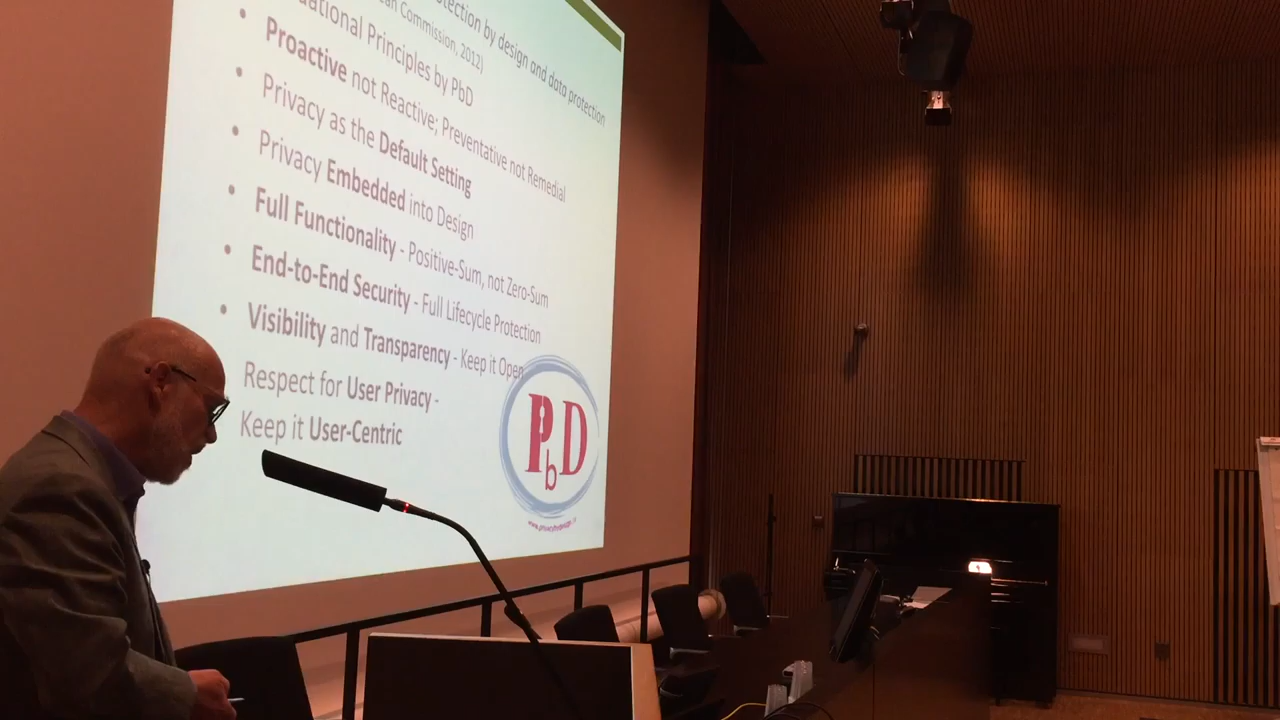 otection by design and data protection
an Commission, 2012)
ational Principles by PbD
Proactive not Reactive; Preventative not Remedial
Privacy as the Default Setting
Privacy Embedded into Design
Full Functionality - Positive-Sum, not Zero-Sum
End-to-End Security - Full Lifecycle Protection
Visibility and Transparency - Keep it Open
Respect for User Privacy -
Keep it User-Centric
PbD